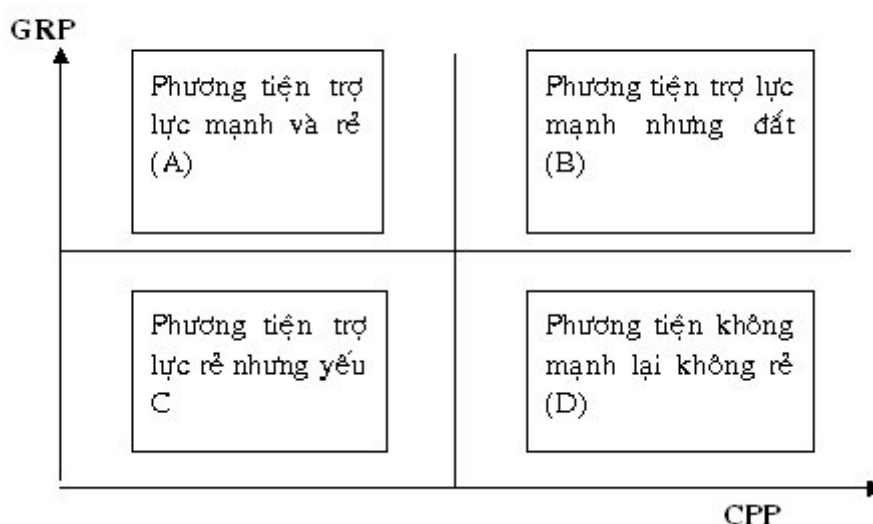 GRP
Phương tiện trợ
lực mạnh và rẻ
(A)
Phương tiện trợ lực
mạnh nhưng đất
(B)
Phương tiện trợ
lực rẻ nhưng yếu
C
Phương tiện không
mạnh lại không rẻ
(D)
CPP